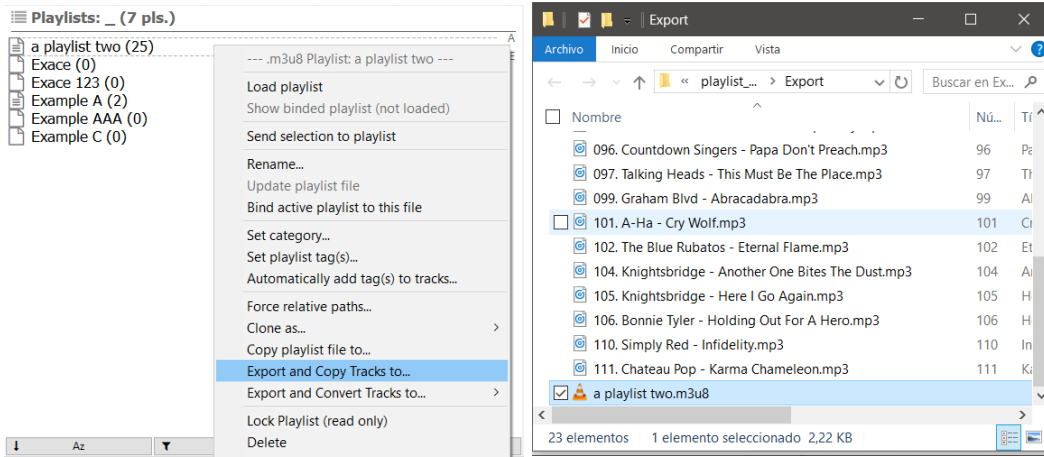 Playlists: _ (7 pls.)
a playlist two (25)
Exace (0)
Exace 123 (0)
Example A (2)
Example AAA (0)
Example C (0)
A
Az
--- .m3u8 Playlist: a playlist two ---
Load playlist
Show binded playlist (not loaded)
Send selection to playlist
Rename...
Update playlist file
Bind active playlist to this file
Set category...
Set playlist tag(s)...
Automatically add tag(s) to tracks...
Force relative paths...
Clone as...
Copy playlist file to...
Export and Copy Tracks to...
Export and Convert Tracks to...
Lock Playlist (read only)
Delete
Export
Archivo Inicio Compartir Vista
« playlist_... > Export Buscar en Ex...
Nombre Nú... Tí
096. Countdown Singers - Papa Don't Preach.mp3 96 Pa
097. Talking Heads - This Must Be The Place.mp3 97 Th
099. Graham Blvd - Abracadabra.mp3 99
101. A-Ha - Cry Wolf.mp3 101
102. The Blue Rubatos - Eternal Flame.mp3 102 Et
104. Knightsbridge - Another One Bites The Dust.mp3 104
105. Knightsbridge - Here I Go Again.mp3 105
106. Bonnie Tyler - Holding Out For A Hero.mp3 106
110. Simply Red - Infidelity.mp3 110 In
111. Chateau Pop - Karma Chameleon.mp3 111 Ka
a playlist two.m3u8
23 elementos 1 elemento seleccionado 2,22 KB